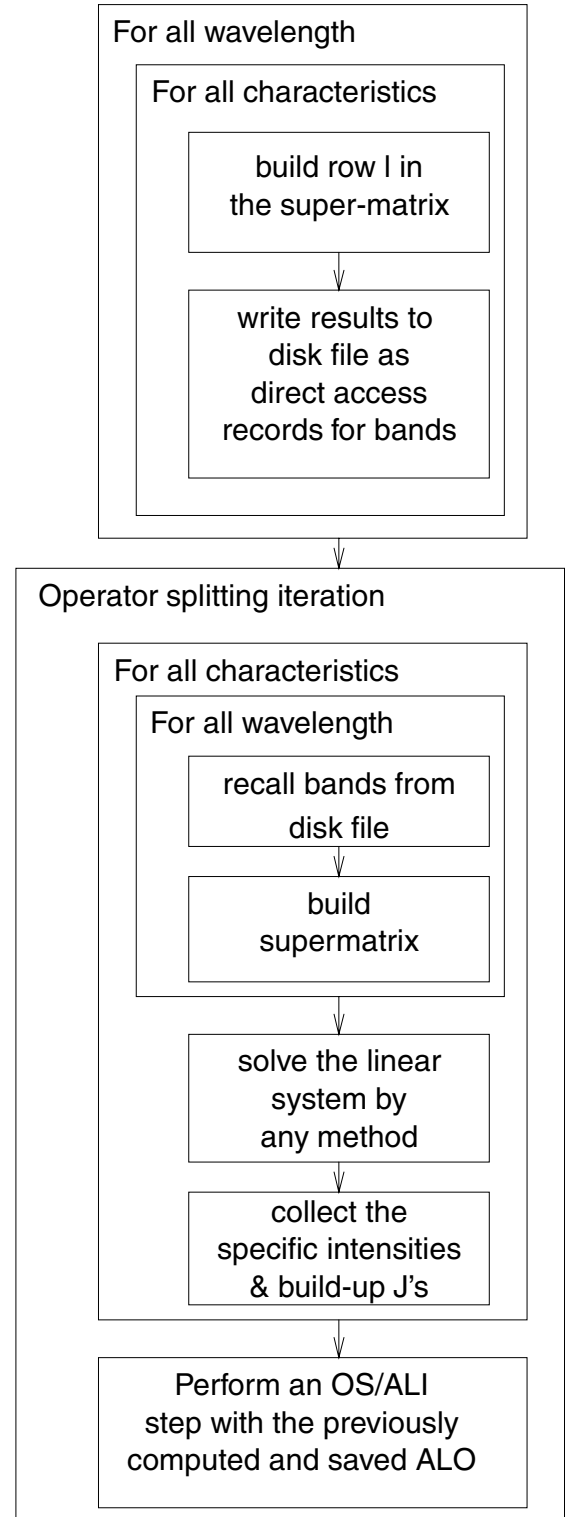 For all wavelength
For all characteristics
build row l in
the super-matrix
write results to
disk file as
direct access
records for bands
Operator splitting iteration
For all characteristics
For all wavelength
recall bands from
disk file
build
supermatrix
solve the linear
system by
any method
collect the
specific intensities
& build-up J's
Perform an OS/ALI
step with the previously
computed and saved ALO